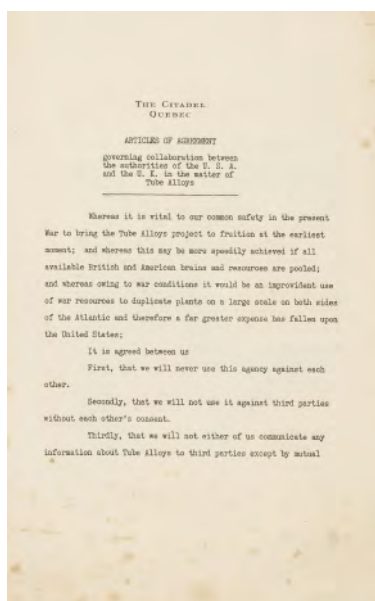 THE CITADEL
QUEBEC
ARTICLES OF AGREEMENT
governing collaboration between
the authorities of the U. S. A.
and the U. K. in the matter of
Tube Alloys
Whereas it is vital to our common safety in the present
War to bring the Tube Alloys project to fruition at the earliest
moment; and whereas this may be more speedily achieved if all
available British and American brains and resources are pooled;
and whereas owing to war conditions it would be an improvident use
of war resources to duplicate plants on a large scale on both sides
of the Atlantic and therefore a far greater expense has fallen upon
the United States;
It is agreed between us
First, that we will never use this agency against each
other.
Secondly, that we will not use it against third parties
without each other's consent.
Thirdly, that we will not either of us communicate any
information about Tube Alloys to third parties except by mutual